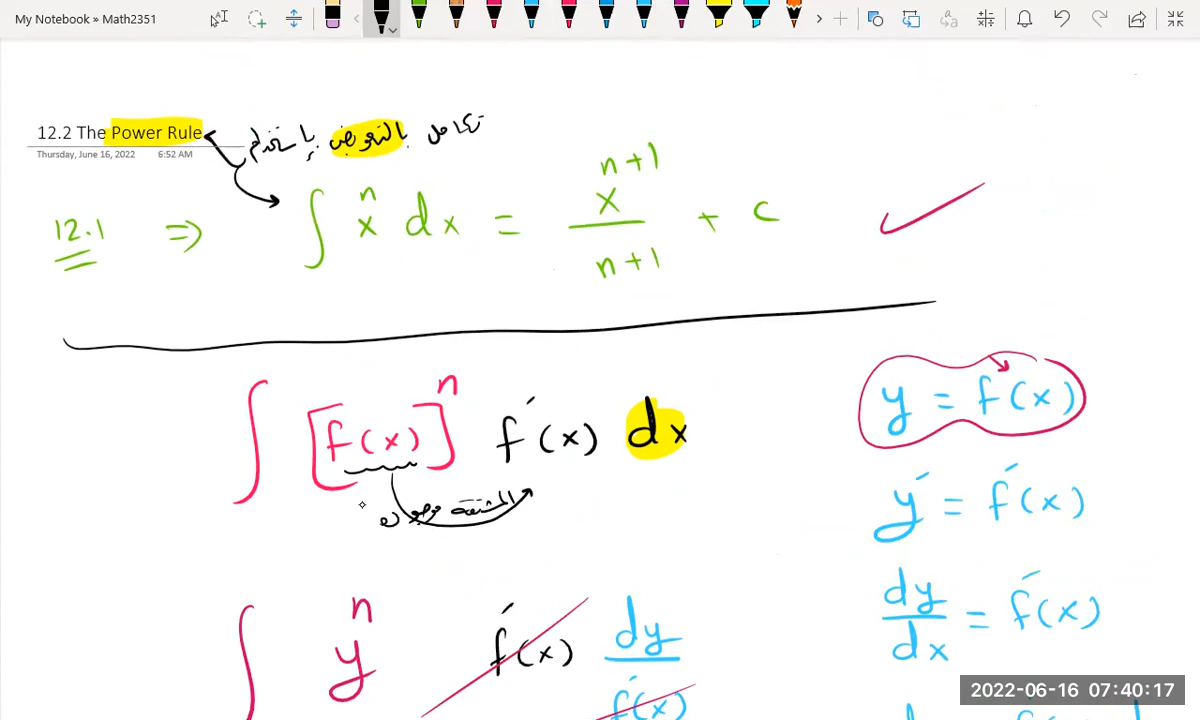 My Notebook » Math2351
12.2 The Power Rule
تكامل بالتعويض باستخدام
Thursday, June 16, 2022 6:52 AM
12.1 ⇒ ∫ xⁿ dx = xⁿ⁺¹ / n+1 + c
∫ [f(x)]ⁿ f′(x) dx
المشتقة موجودة
y = f(x)
y′ = f′(x)
dy/dx = f′(x)
∫ yⁿ f′(x) dy/f′(x)
2022-06-16 07:40:17